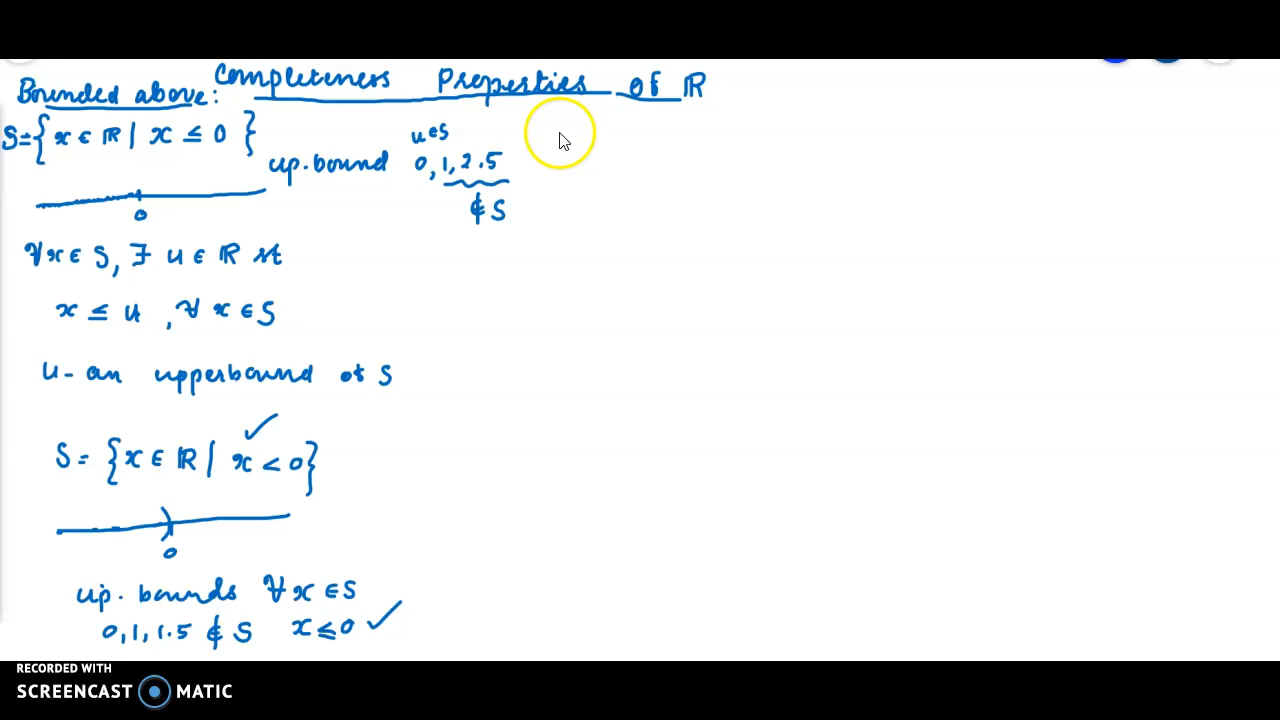 Completeness Properties of ℝ
Bounded above:
S={x ∈ ℝ | x ≤ 0}
u ∈ S
up. bound 0, 1, 2.5
∉ S
0
∀x ∈ S, ∃ u ∈ ℝ st
x ≤ u , ∀ x ∈ S
u - an upperbound of S
S = {x ∈ ℝ | x < 0}
0
up. bounds ∀ x ∈ S
0, 1, 1.5 ∉ S x ≤ 0
RECORDED WITH
SCREENCAST MATIC